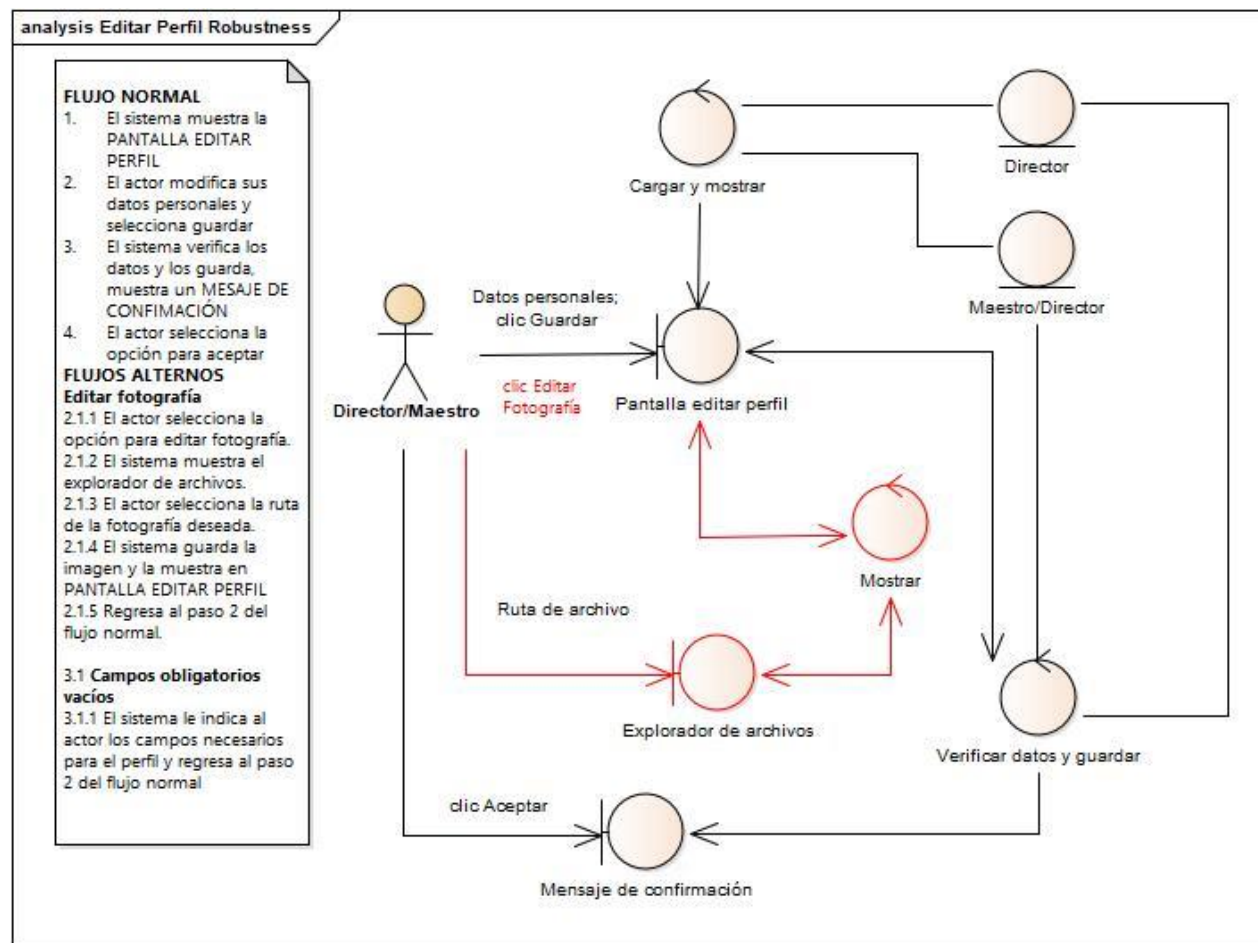 analysis Editar Perfil Robustness
FLUJO NORMAL
1. El sistema muestra la
PANTALLA EDITAR
PERFIL
2. El actor modifica sus
datos personales y
selecciona guardar
3. El sistema verifica los
datos y los guarda,
muestra un MESAJE DE
CONFIMACIÓN
4. El actor selecciona la
opción para aceptar
FLUJOS ALTERNOS
Editar fotografía
2.1.1 El actor selecciona la
opción para editar fotografía.
2.1.2 El sistema muestra el
explorador de archivos.
2.1.3 El actor selecciona la ruta
de la fotografía deseada.
2.1.4 El sistema guarda la
imagen y la muestra en
PANTALLA EDITAR PERFIL
2.1.5 Regresa al paso 2 del
flujo normal.
3.1 Campos obligatorios
vacíos
3.1.1 El sistema le indica al
actor los campos necesarios
para el perfil y regresa al paso
2 del flujo normal
Cargar y mostrar
Director
Maestro/Director
Datos personales;
clic Guardar
clic Editar
Fotografía
Director/Maestro
Pantalla editar perfil
Mostrar
Ruta de archivo
Explorador de archivos
Verificar datos y guardar
clic Aceptar
Mensaje de confirmación